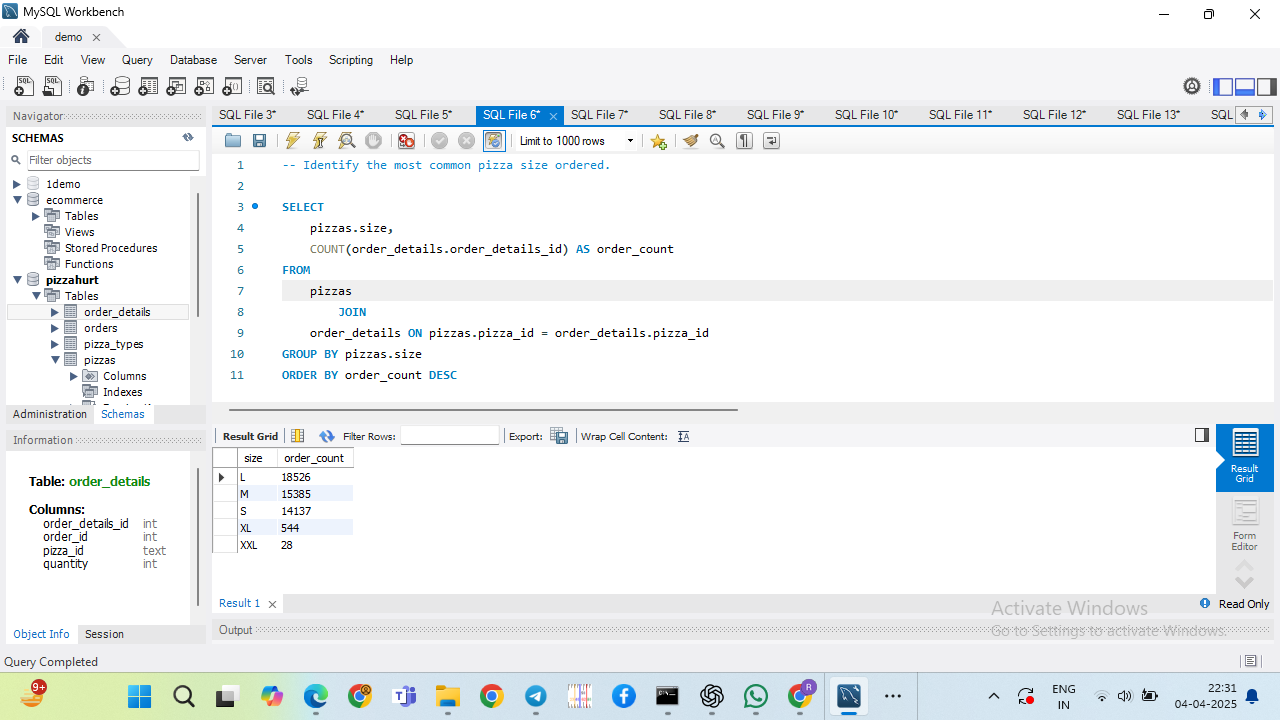 MySQL Workbench
demo
File Edit View Query Database Server Tools Scripting Help
SQL SQL
Navigator
SCHEMAS
Filter objects
1demo
ecommerce
Tables
Views
Stored Procedures
Functions
pizzahurt
Tables
order_details
orders
pizza_types
pizzas
Columns
Indexes
Administration Schemas
Information
Table: order_details
Columns:
order_details_id int
order_id int
pizza_id text
quantity int
Object Info Session
SQL File 3* SQL File 4* SQL File 5* SQL File 6* SQL File 7* SQL File 8* SQL File 9* SQL File 10* SQL File 11* SQL File 12* SQL File 13* SQL
Limit to 1000 rows
1 -- Identify the most common pizza size ordered.
2
3 SELECT
4 pizzas.size,
5 COUNT(order_details.order_details_id) AS order_count
6 FROM
7 pizzas
8 JOIN
9 order_details ON pizzas.pizza_id = order_details.pizza_id
10 GROUP BY pizzas.size
11 ORDER BY order_count DESC
Result Grid Filter Rows: Export: Wrap Cell Content:
size order_count
L 18526
M 15385
S 14137
XL 544
XXL 28
Result
Grid
Form
Editor
Result 1 Read Only
Output
Activate Windows
Go to Settings to activate Windows.
Query Completed
9+
R
ENG
IN
22:31
04-04-2025